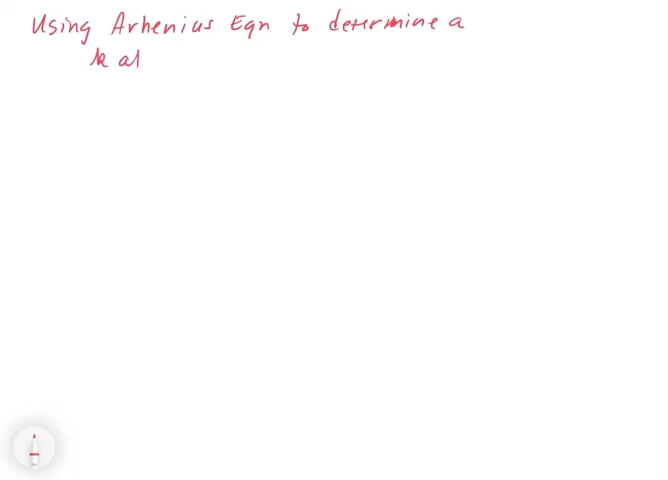 Using Arhenius Eqn to determine a
k at